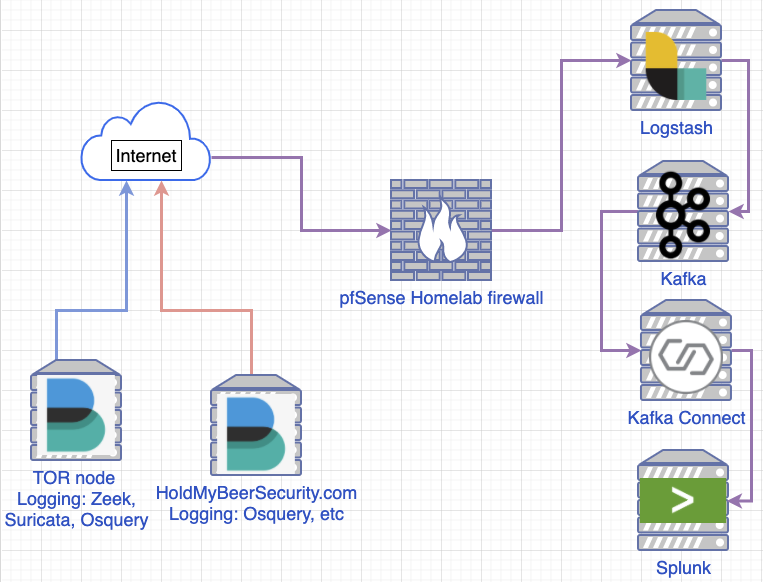 Internet
Logstash
pfSense Homelab firewall
Kafka
Kafka Connect
Splunk
TOR node
Logging: Zeek,
Suricata, Osquery
HoldMyBeerSecurity.com
Logging: Osquery, etc